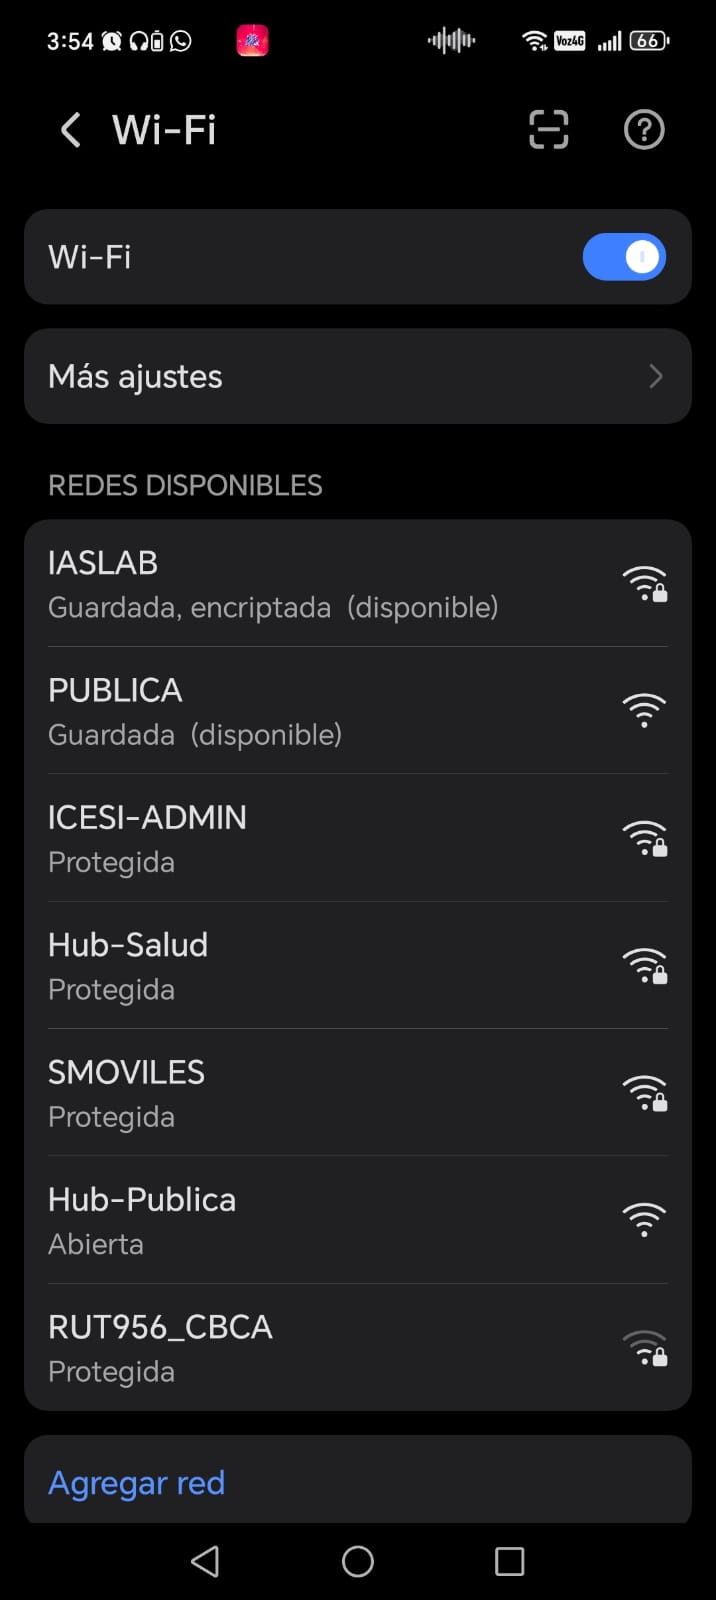 3:54
Voz4G
66
Wi-Fi
Wi-Fi
Más ajustes
REDES DISPONIBLES
IASLAB
Guardada, encriptada (disponible)
PUBLICA
Guardada (disponible)
ICESI-ADMIN
Protegida
Hub-Salud
Protegida
SMOVILES
Protegida
Hub-Publica
Abierta
RUT956_CBCA
Protegida
Agregar red